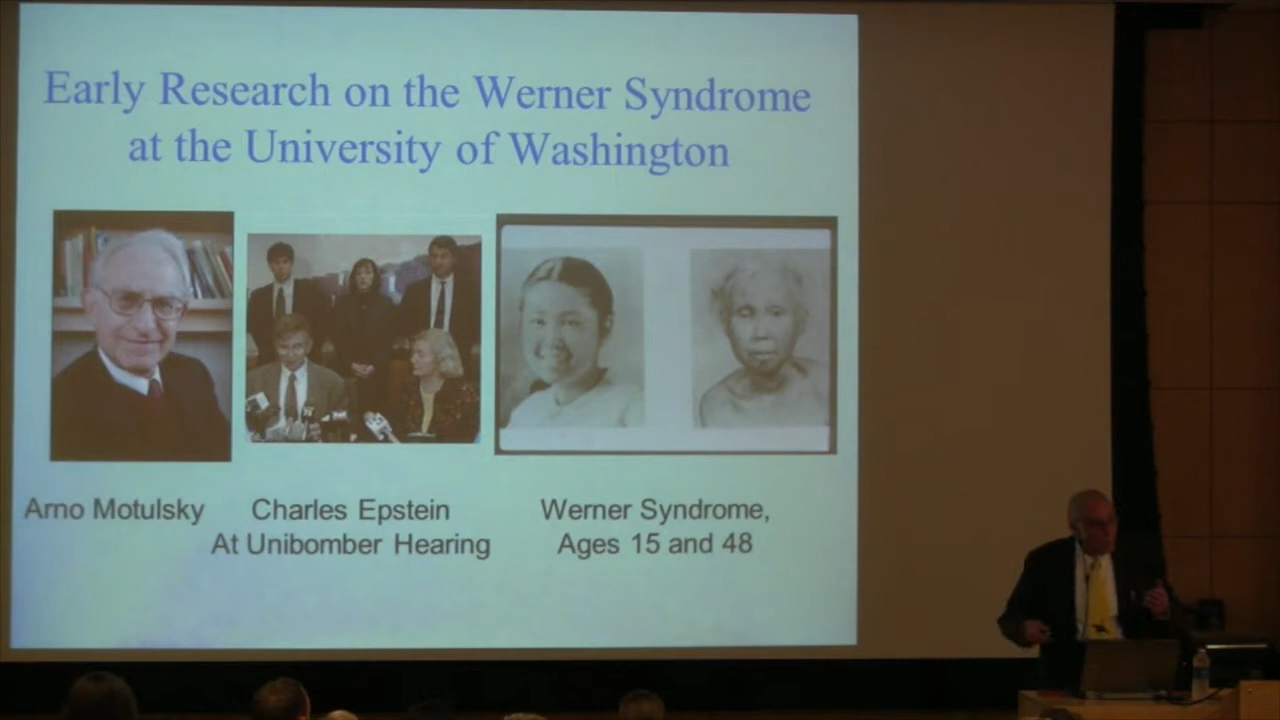 Early Research on the Werner Syndrome
at the University of Washington
Arno Motulsky
Charles Epstein
At Unibomber Hearing
Werner Syndrome,
Ages 15 and 48